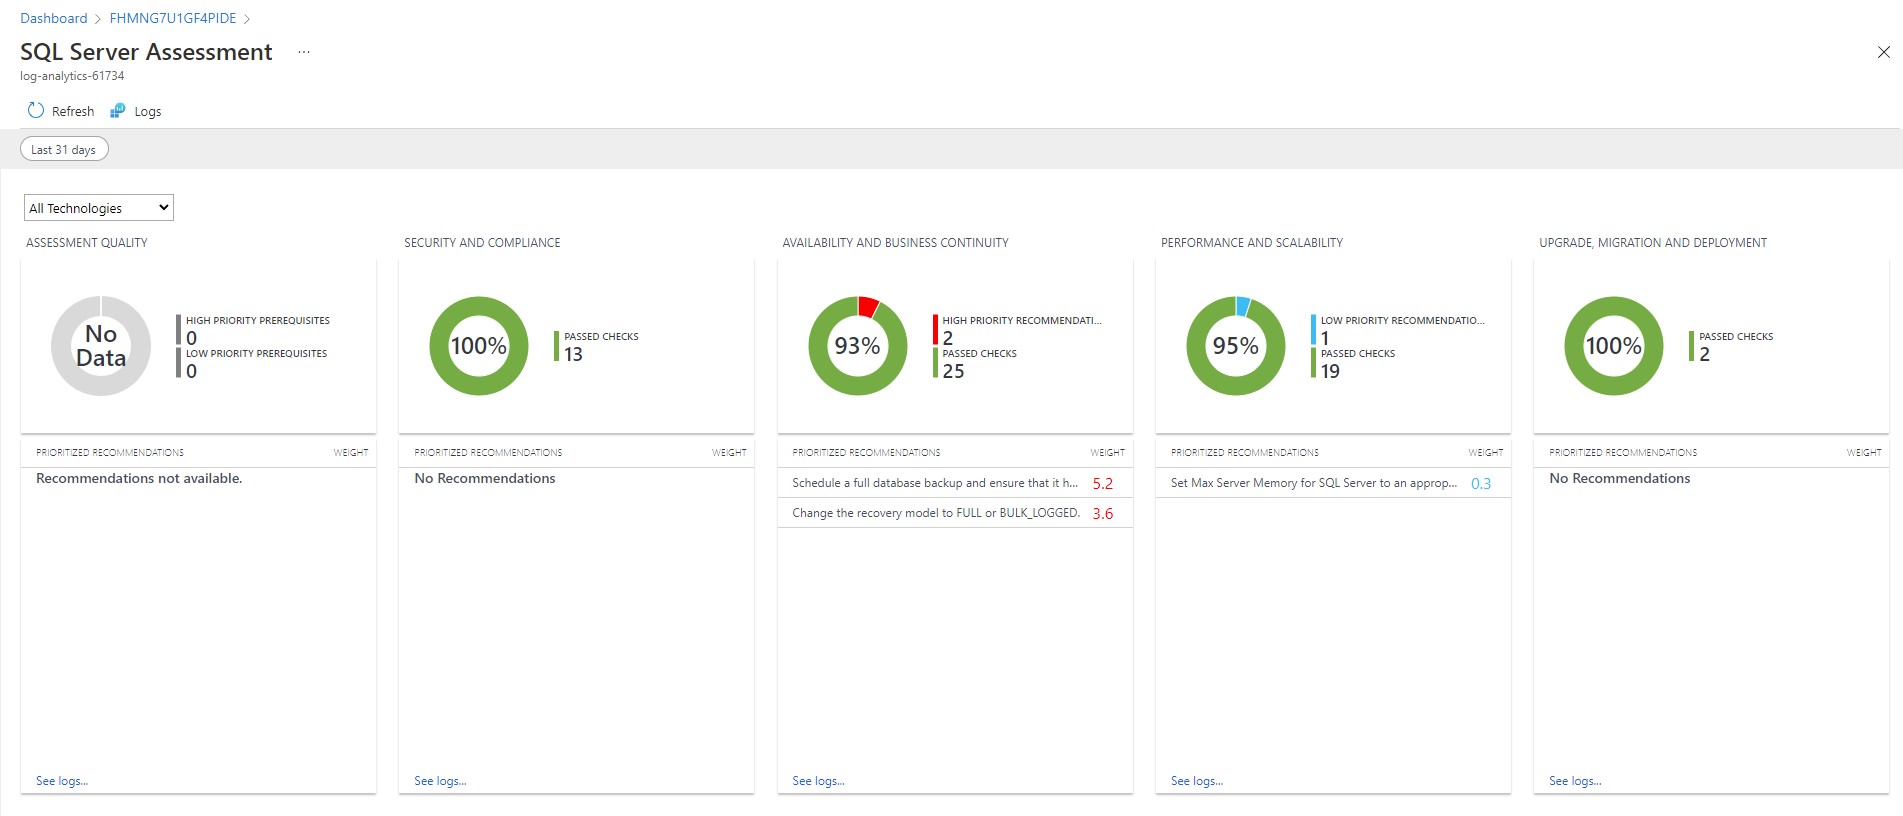 Dashboard > FHMNG7U1GF4PIDE >
SQL Server Assessment ...
log-analytics-61734
Refresh Logs
Last 31 days
All Technologies
ASSESSMENT QUALITY
No
Data
HIGH PRIORITY PREREQUISITES
0
LOW PRIORITY PREREQUISITES
0
PRIORITIZED RECOMMENDATIONS WEIGHT
Recommendations not available.
See logs...
SECURITY AND COMPLIANCE
100%
PASSED CHECKS
13
PRIORITIZED RECOMMENDATIONS WEIGHT
No Recommendations
See logs...
AVAILABILITY AND BUSINESS CONTINUITY
93%
HIGH PRIORITY RECOMMENDATI...
2
PASSED CHECKS
25
PRIORITIZED RECOMMENDATIONS WEIGHT
Schedule a full database backup and ensure that it h... 5.2
Change the recovery model to FULL or BULK_LOGGED. 3.6
See logs...
PERFORMANCE AND SCALABILITY
95%
LOW PRIORITY RECOMMENDATIO...
1
PASSED CHECKS
19
PRIORITIZED RECOMMENDATIONS WEIGHT
Set Max Server Memory for SQL Server to an approp... 0.3
See logs...
UPGRADE, MIGRATION AND DEPLOYMENT
100%
PASSED CHECKS
2
PRIORITIZED RECOMMENDATIONS WEIGHT
No Recommendations
See logs...